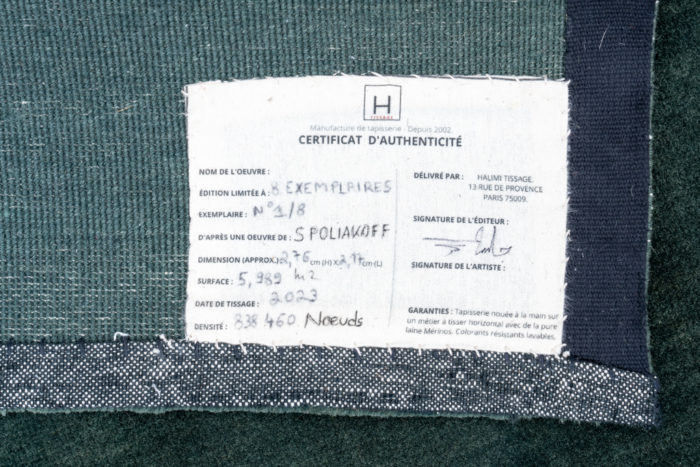 H
TISSAGE
Manufacture de tapisserie - Depuis 2002
CERTIFICAT D'AUTHENTICITÉ
NOM DE L'OEUVRE :
ÉDITION LIMITÉE À : 8 EXEMPLAIRES
EXEMPLAIRE : N° 1/8
D'APRÈS UNE OEUVRE DE : S POLIAKOFF
DIMENSION (APPROX.) 2,76 cm (H) X 2,17 cm (L)
SURFACE : 5,989 m2
DATE DE TISSAGE : 2023
DENSITÉ : 838 460 Noeuds
DÉLIVRÉ PAR : HALIMI TISSAGE.
13 RUE DE PROVENCE
PARIS 75009.
SIGNATURE DE L'ÉDITEUR :
SIGNATURE DE L'ARTISTE :
GARANTIES : Tapisserie nouée à la main sur
un métier à tisser horizontal avec de la pure
laine Mérinos. Colorants résistants lavables.